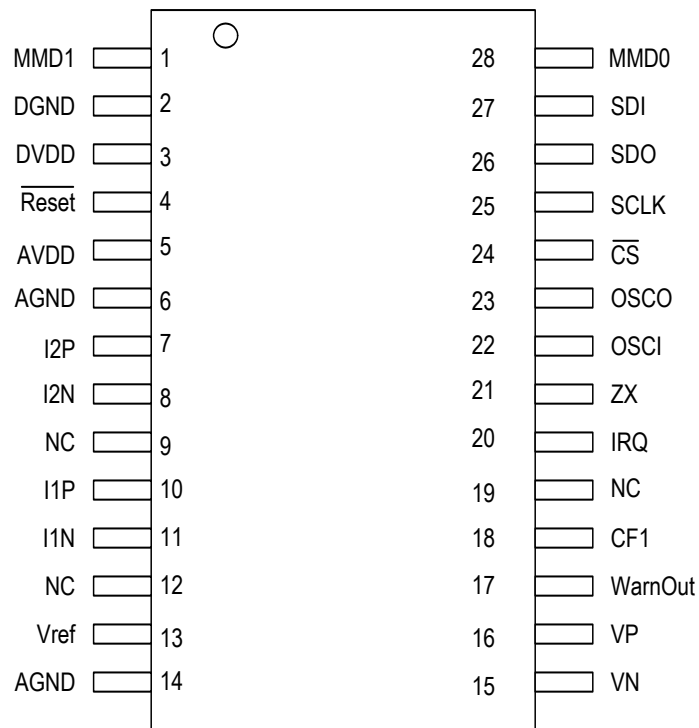 MMD1 1 28 MMD0
DGND 2 27 SDI
DVDD 3 26 SDO
Reset 4 25 SCLK
AVDD 5 24 CS
AGND 6 23 OSCO
I2P 7 22 OSCI
I2N 8 21 ZX
NC 9 20 IRQ
I1P 10 19 NC
I1N 11 18 CF1
NC 12 17 WarnOut
Vref 13 16 VP
AGND 14 15 VN